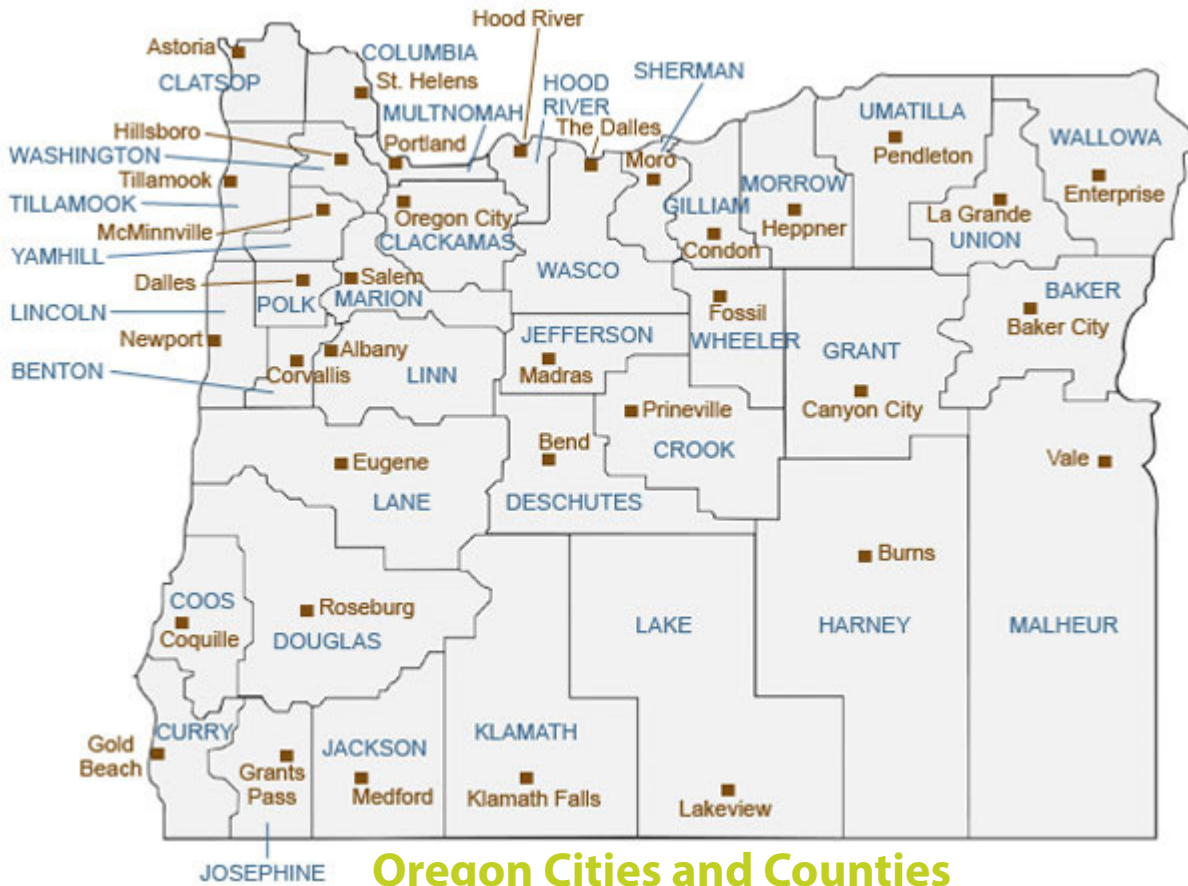 Hood River
Astoria
COLUMBIA
CLATSOP
St. Helens
HOOD
RIVER
SHERMAN
MULTNOMAH
UMATILLA
Hillsboro
Portland
The Dalles
Pendleton
WALLOWA
WASHINGTON
Moro
Enterprise
Tillamook
MORROW
TILLAMOOK
Oregon City
GILLIAM
Heppner
La Grande
McMinnville
CLACKAMAS
Condon
UNION
YAMHILL
WASCO
Dalles
Salem
POLK
MARION
BAKER
LINCOLN
Fossil
Baker City
Newport
JEFFERSON
WHEELER
GRANT
Albany
BENTON
Corvallis
LINN
Madras
Canyon City
Prineville
Bend
CROOK
Eugene
Vale
LANE
DESCHUTES
Burns
COOS
Roseburg
Coquille
DOUGLAS
LAKE
HARNEY
MALHEUR
CURRY
KLAMATH
Gold
Beach
JACKSON
Grants
Pass
Medford
Klamath Falls
Lakeview
JOSEPHINE
Oregon Cities and Counties